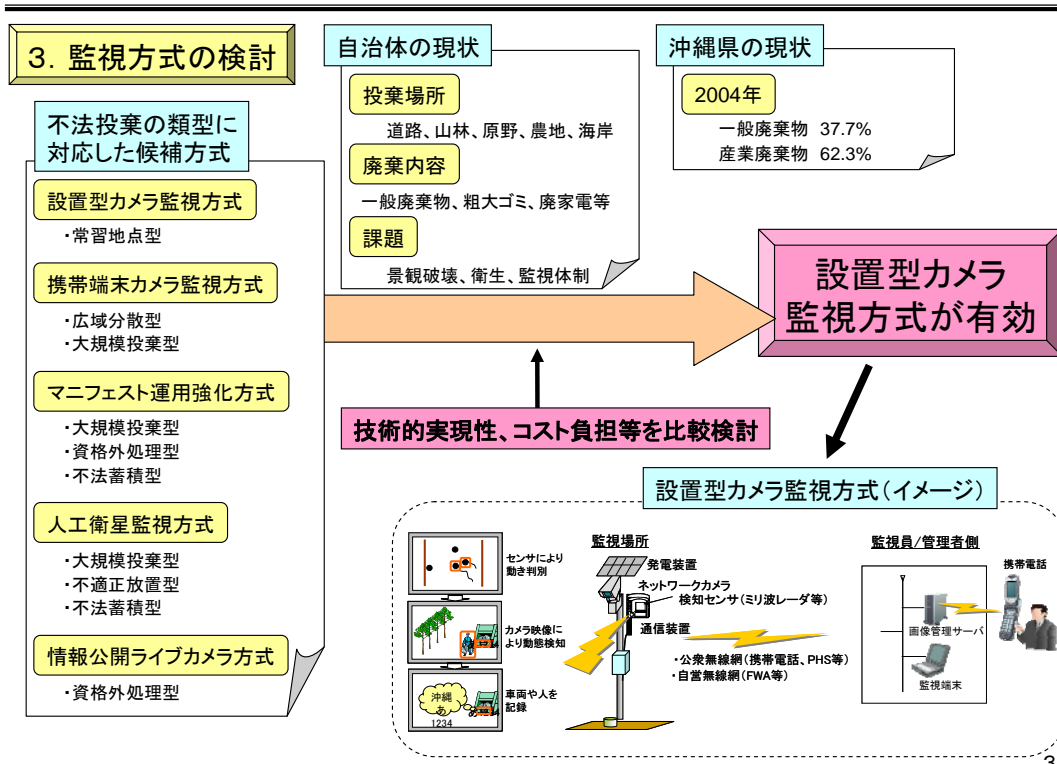 3．監視方式の検討
不法投棄の類型に
対応した候補方式
設置型カメラ監視方式
・常習地点型
携帯端末カメラ監視方式
・広域分散型
・大規模投棄型
マニフェスト運用強化方式
・大規模投棄型
・資格外処理型
・不法蓄積型
人工衛星監視方式
・大規模投棄型
・不適正放置型
・不法蓄積型
情報公開ライブカメラ方式
・資格外処理型
自治体の現状
投棄場所
道路、山林、原野、農地、海岸
廃棄内容
一般廃棄物、粗大ゴミ、廃家電等
課題
景観破壊、衛生、監視体制
沖縄県の現状
2004年
一般廃棄物 37.7%
産業廃棄物 62.3%
設置型カメラ
監視方式が有効
技術的実現性、コスト負担等を比較検討
設置型カメラ監視方式（イメージ）
センサにより
動き判別
カメラ映像に
より動態検知
沖縄
あ
1234
車両や人を
記録
監視場所
発電装置
ネットワークカメラ
検知センサ（ミリ波レーダ等）
通信装置
・公衆無線網（携帯電話、PHS等）
・自営無線網（FWA等）
監視員/管理者側
画像管理サーバ
監視端末
携帯電話
3